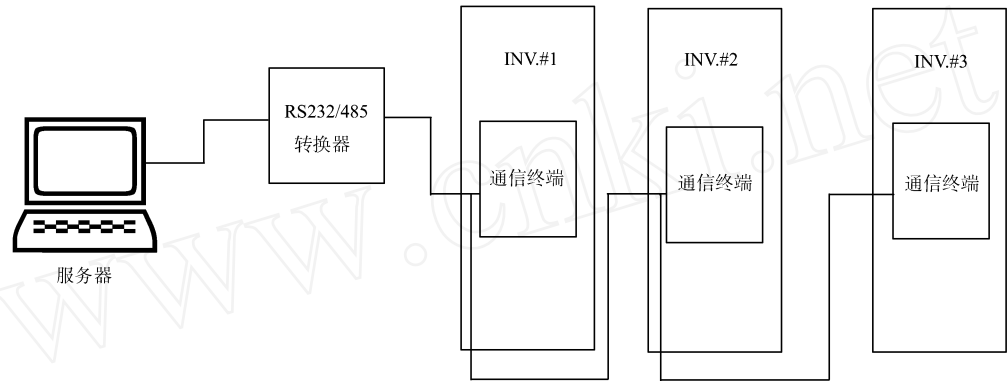 INV.#1
INV.#2
INV.#3
RS232/485
转换器
通信终端
通信终端
通信终端
服务器
www.cnki.net